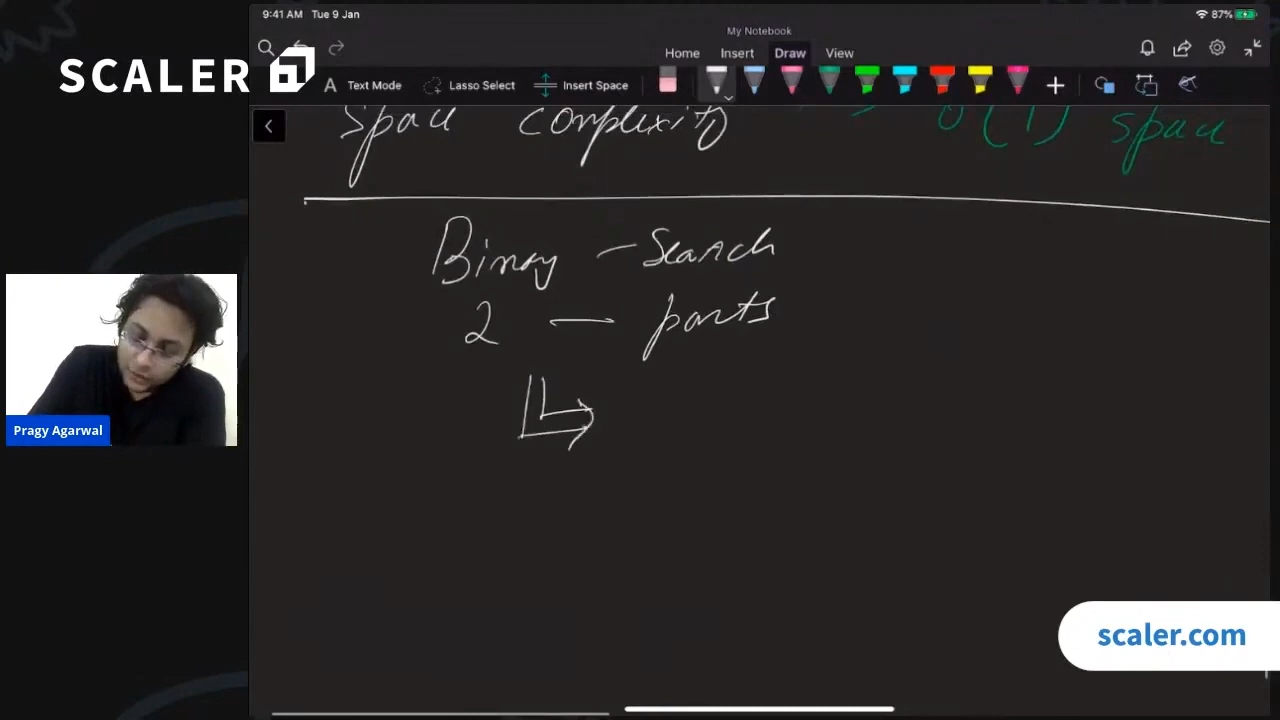 9:41 AM Tue 9 Jan
87%
My Notebook
Home Insert Draw View
SCALER
Text Mode Lasso Select Insert Space
Space complexity O(1) space
Binary - Search
2 - parts
Pragy Agarwal
scaler.com